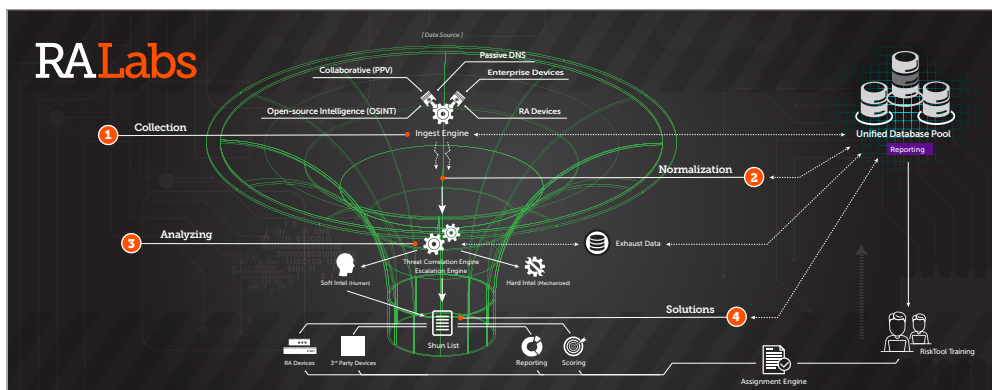 RALabs
[ Data Source ]
Passive DNS
Collaborative (PPV)
Enterprise Devices
Open-source Intelligence (OSINT)
RA Devices
1
Collection
Ingest Engine
Unified Database Pool
Reporting
Normalization
2
3
Analyzing
Exhaust Data
Threat Correlation Engine
Escalation Engine
Soft Intel (Human)
Hard Intel (Mechanized)
Solutions
4
Shun List
RA Devices
3rd Party Devices
Reporting
Scoring
RiskTool Training
Assignment Engine